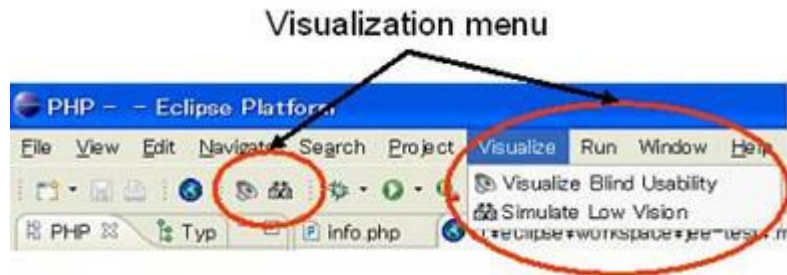 Visualization menu
PHP - - Eclipse Platform
File View Edit Navigate Search Project Visualize Run Window Help
Visualize Blind Usability
Simulate Low Vision
PHP Typ info.php